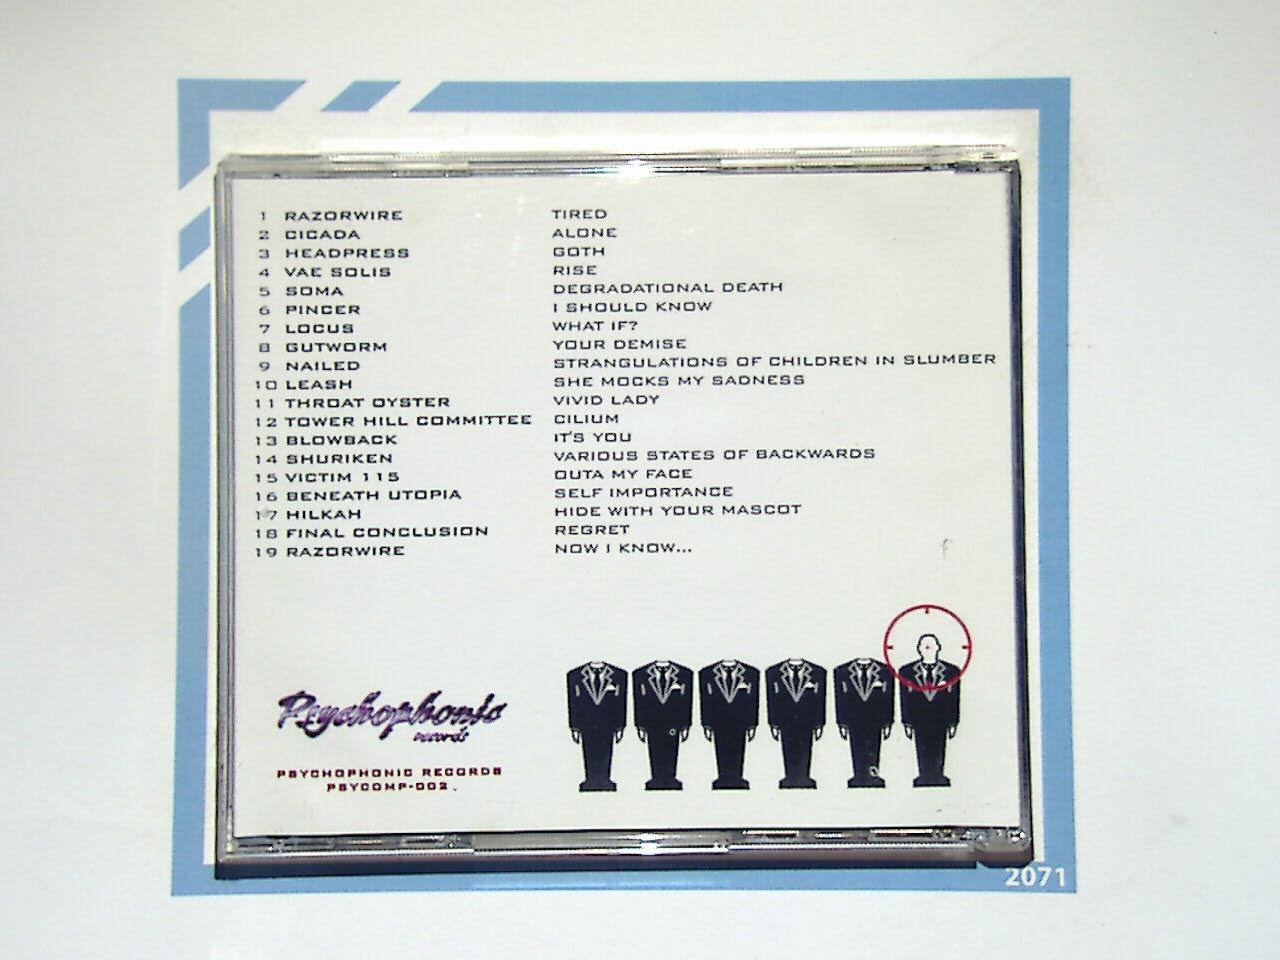 1 RAZORWIRE TIRED
2 CICADA ALONE
3 HEADPRESS GOTH
4 VAE SOLIS RISE
5 SOMA DEGRADATIONAL DEATH
6 PINCER I SHOULD KNOW
7 LOCUS WHAT IF?
8 GUTWORM YOUR DEMISE
9 NAILED STRANGULATIONS OF CHILDREN IN SLUMBER
10 LEASH SHE MOCKS MY SADNESS
11 THROAT OYSTER VIVID LADY
12 TOWER HILL COMMITTEE CILIUM
13 BLOWBACK IT'S YOU
14 SHURIKEN VARIOUS STATES OF BACKWARDS
15 VICTIM 115 OUTA MY FACE
16 BENEATH UTOPIA SELF IMPORTANCE
17 HILKAH HIDE WITH YOUR MASCOT
18 FINAL CONCLUSION REGRET
19 RAZORWIRE NOW I KNOW...
Psychophonic
records
PSYCHOPHONIC RECORDS
PSYCOMP-002
2071